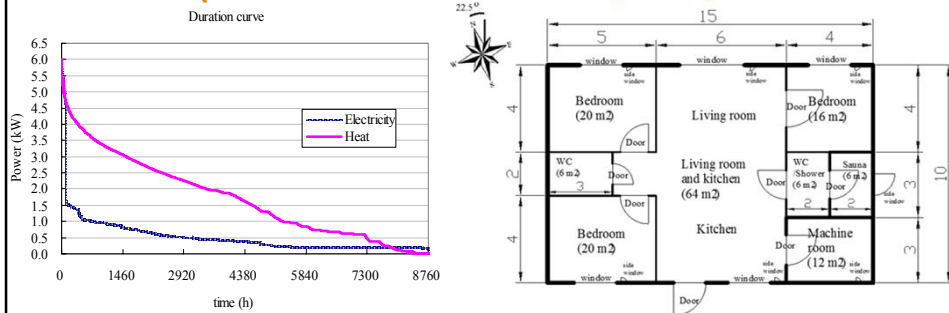 Duration curve
6.5
6.0
5.5
5.0
4.5
4.0
3.5
3.0
2.5
2.0
1.5
1.0
0.5
0.0
Power (kW)
Electricity
Heat
0 1460 2920 4380 5840 7300 8760
time (h)
22.5°
15
5 6 4
window window window
side window
side window
side window
4
2
4
Bedroom
(20 m2)
Door
Living room
Door
Bedroom
(16 m2)
WC
(6 m2)
3
Door
Living room
and kitchen
(64 m2)
Door
WC
/Shower
(6 m2)
2
Door
Sauna
(6 m2)
2
side window
Bedroom
(20 m2)
Door
Kitchen
Door
Machine
room
(12 m2)
side window
side window
window
window
Door
4
3
3
10